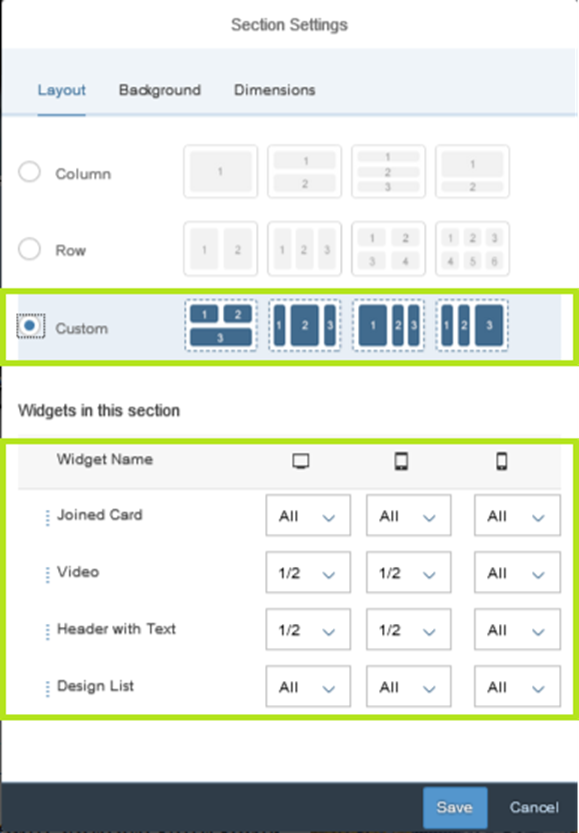 Section Settings
Layout Background Dimensions
Column 1 1 2 1 2 3 1 2
Row 1 2 1 2 3 1 2 3 4 1 2 3 4 5 6
Custom 1 2 3 1 2 3 1 2 3 1 2 3
Widgets in this section
Widget Name
Joined Card All All All
Video 1/2 1/2 All
Header with Text 1/2 1/2 All
Design List All All All
Save Cancel